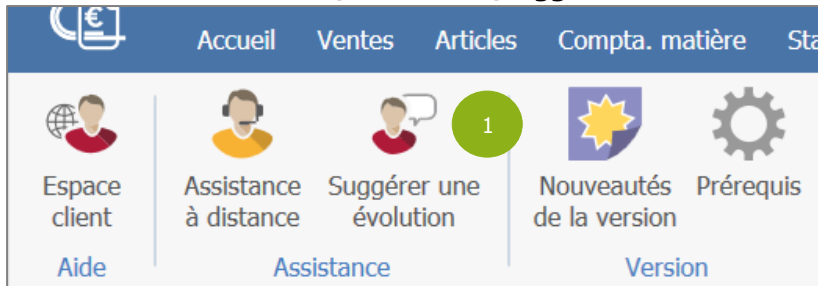 Accueil Ventes Articles Compta. matière Sta
1
Espace Assistance Suggérer une Nouveautés Prérequis
client à distance évolution de la version
Aide Assistance Version